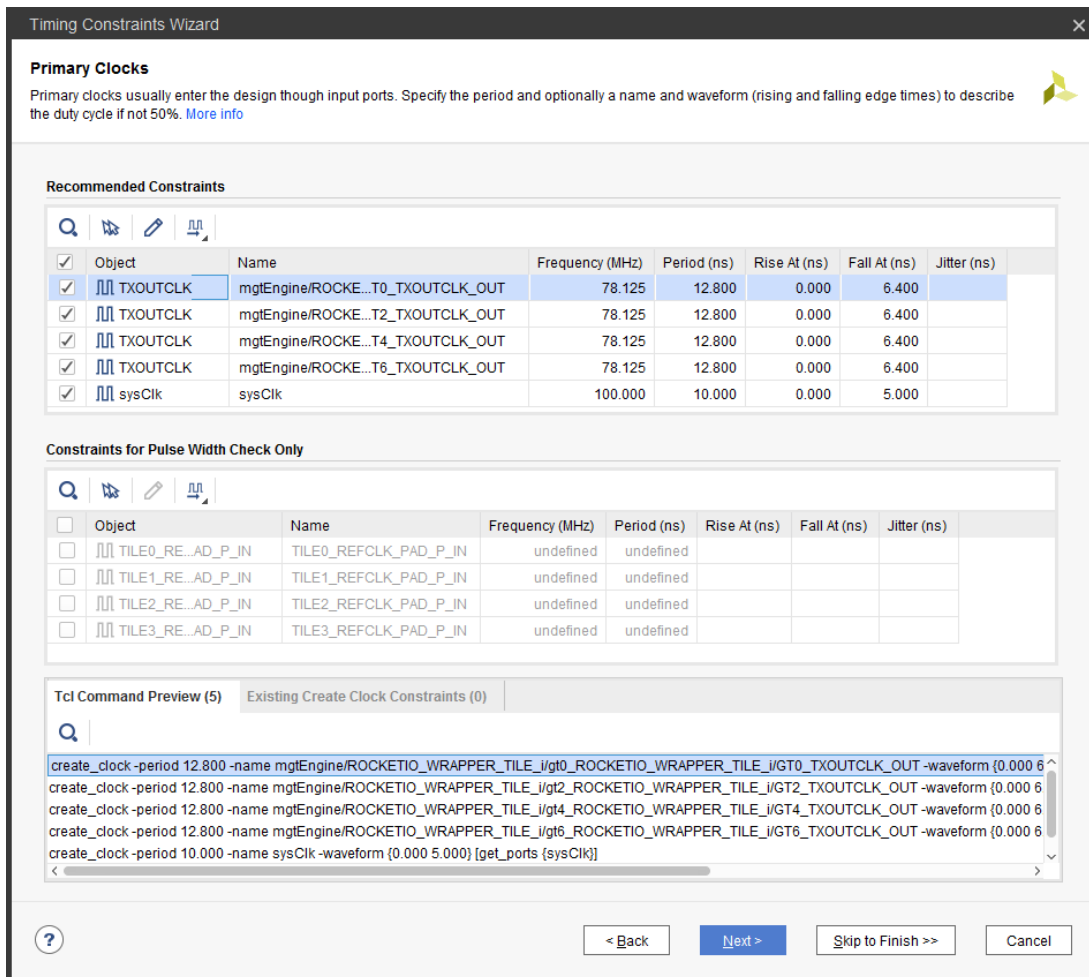 Timing Constraints Wizard
Primary Clocks
Primary clocks usually enter the design though input ports. Specify the period and optionally a name and waveform (rising and falling edge times) to describe
the duty cycle if not 50%. More info
Recommended Constraints
Object Name Frequency (MHz) Period (ns) Rise At (ns) Fall At (ns) Jitter (ns)
TXOUTCLK mgtEngine/ROCKE...T0_TXOUTCLK_OUT 78.125 12.800 0.000 6.400
TXOUTCLK mgtEngine/ROCKE...T2_TXOUTCLK_OUT 78.125 12.800 0.000 6.400
TXOUTCLK mgtEngine/ROCKE...T4_TXOUTCLK_OUT 78.125 12.800 0.000 6.400
TXOUTCLK mgtEngine/ROCKE...T6_TXOUTCLK_OUT 78.125 12.800 0.000 6.400
sysClk sysClk 100.000 10.000 0.000 5.000
Constraints for Pulse Width Check Only
Object Name Frequency (MHz) Period (ns) Rise At (ns) Fall At (ns) Jitter (ns)
TILE0_RE...AD_P_IN TILE0_REFCLK_PAD_P_IN undefined undefined
TILE1_RE...AD_P_IN TILE1_REFCLK_PAD_P_IN undefined undefined
TILE2_RE...AD_P_IN TILE2_REFCLK_PAD_P_IN undefined undefined
TILE3_RE...AD_P_IN TILE3_REFCLK_PAD_P_IN undefined undefined
Tcl Command Preview (5) Existing Create Clock Constraints (0)
create_clock -period 12.800 -name mgtEngine/ROCKETIO_WRAPPER_TILE_i/gt0_ROCKETIO_WRAPPER_TILE_i/GT0_TXOUTCLK_OUT -waveform {0.000 6
create_clock -period 12.800 -name mgtEngine/ROCKETIO_WRAPPER_TILE_i/gt2_ROCKETIO_WRAPPER_TILE_i/GT2_TXOUTCLK_OUT -waveform {0.000 6
create_clock -period 12.800 -name mgtEngine/ROCKETIO_WRAPPER_TILE_i/gt4_ROCKETIO_WRAPPER_TILE_i/GT4_TXOUTCLK_OUT -waveform {0.000 6
create_clock -period 12.800 -name mgtEngine/ROCKETIO_WRAPPER_TILE_i/gt6_ROCKETIO_WRAPPER_TILE_i/GT6_TXOUTCLK_OUT -waveform {0.000 6
create_clock -period 10.000 -name sysClk -waveform {0.000 5.000} [get_ports {sysClk}]
? < Back Next > Skip to Finish >> Cancel